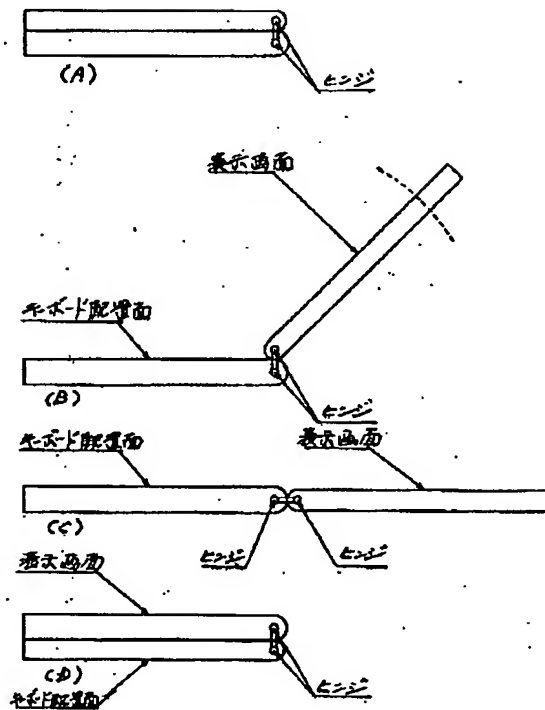 (A)
ヒンジ
表示画面
キーボード配置面
(B)
ヒンジ
キーボード配置面
表示画面
(C)
ヒンジ
ヒンジ
表示画面
(D)
キーボード配置面
ヒンジ